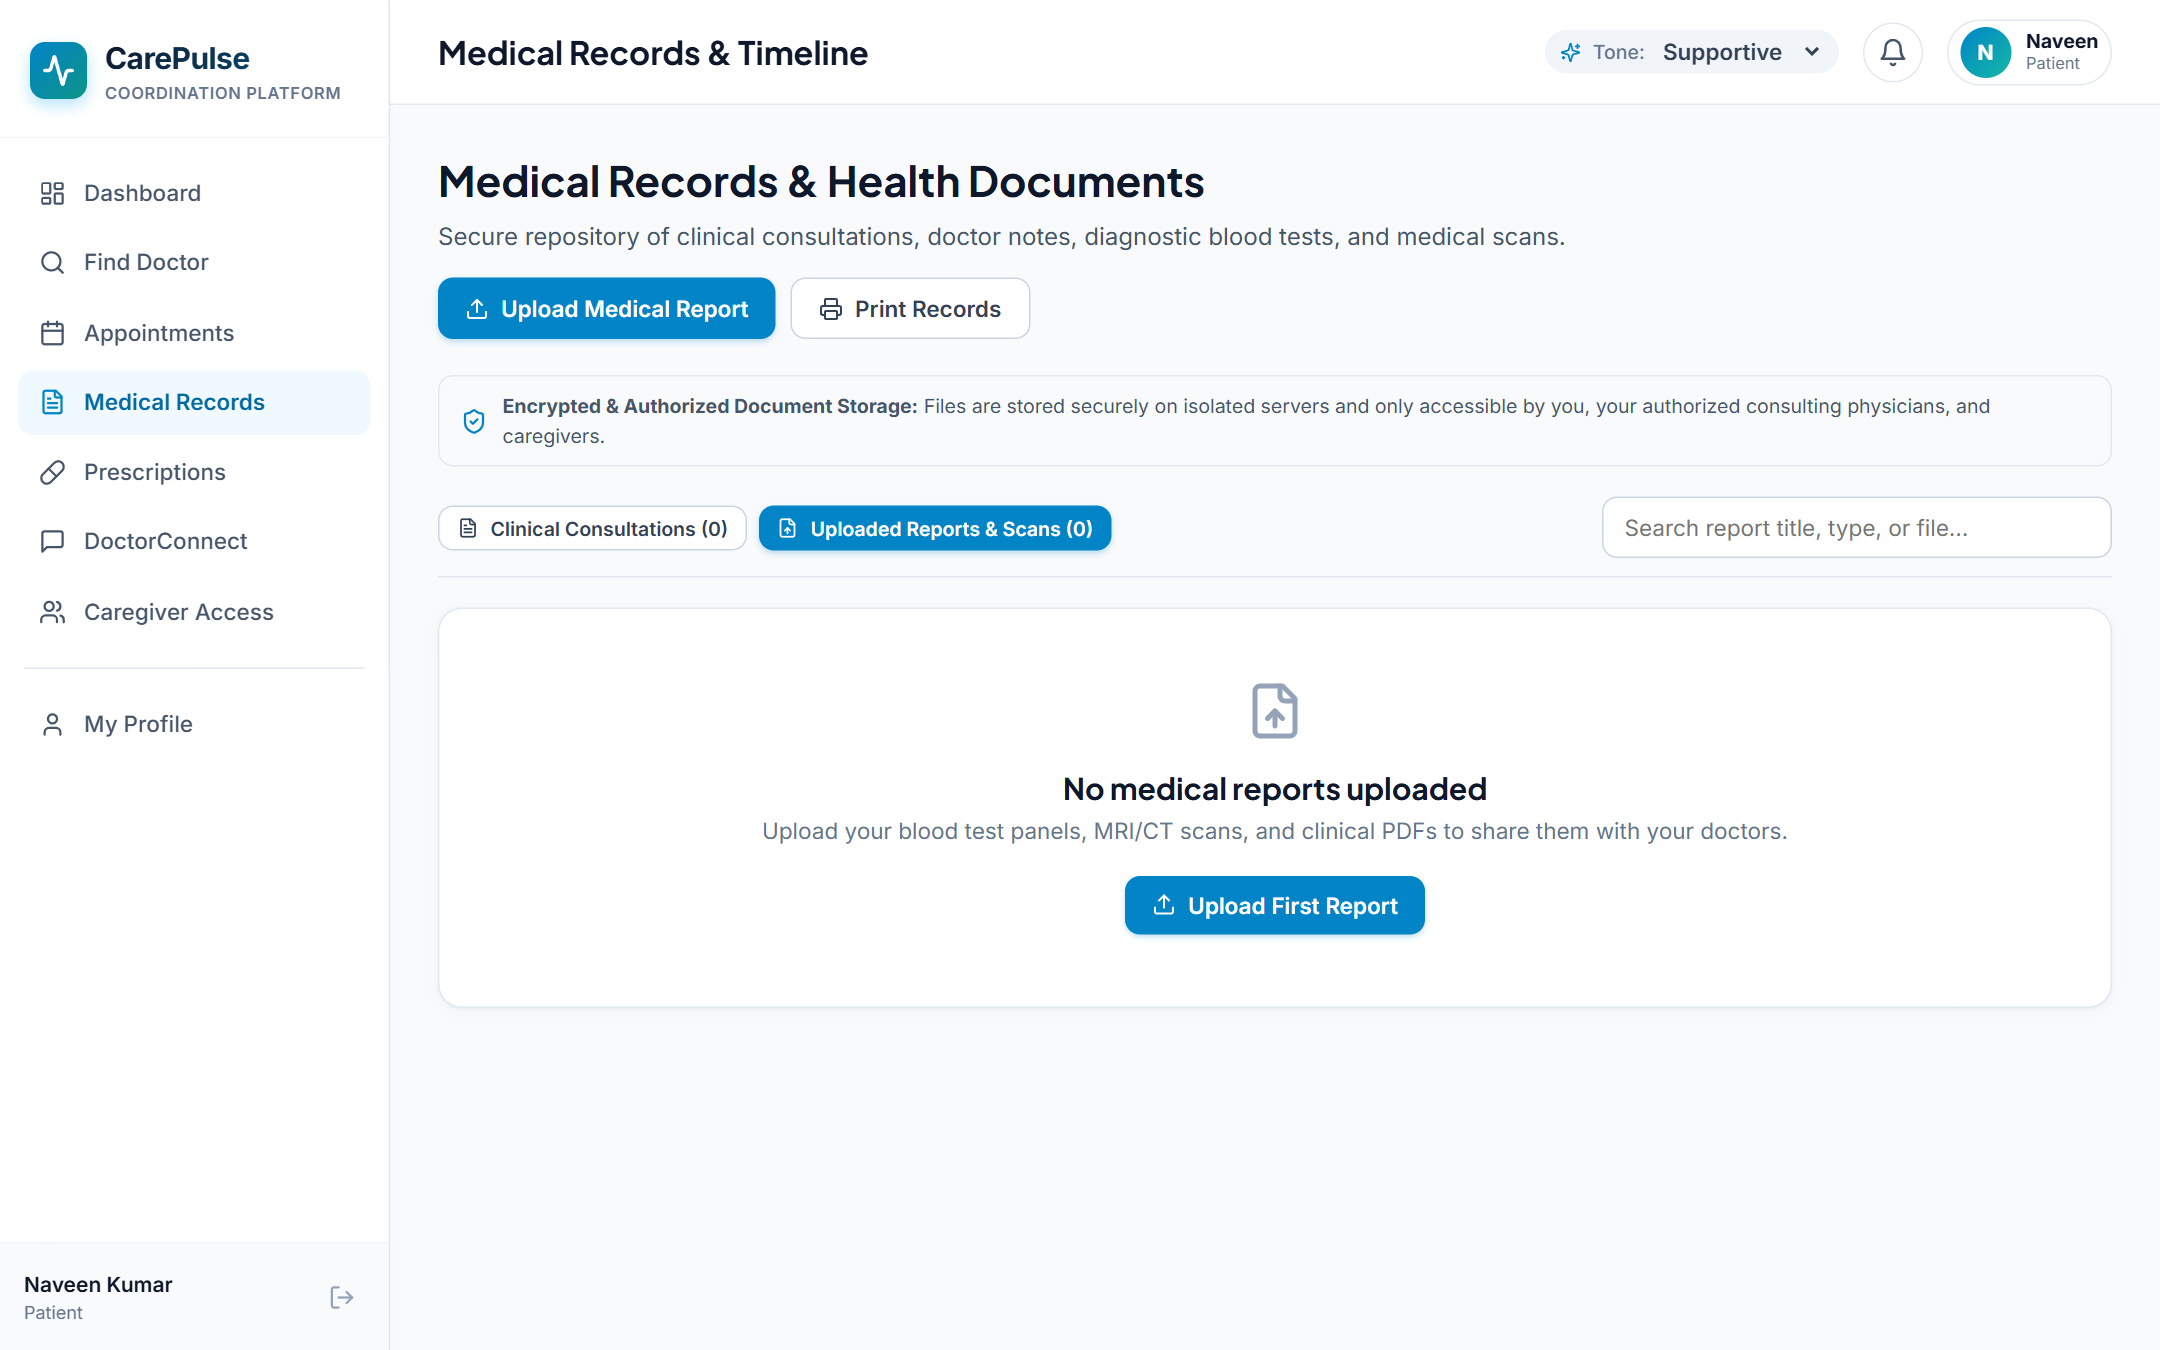 CarePulse
COORDINATION PLATFORM
Dashboard
Find Doctor
Appointments
Medical Records
Prescriptions
DoctorConnect
Caregiver Access
My Profile
Naveen Kumar
Patient
Medical Records & Timeline
Tone: Supportive
N
Naveen
Patient
Medical Records & Health Documents
Secure repository of clinical consultations, doctor notes, diagnostic blood tests, and medical scans.
Upload Medical Report
Print Records
Encrypted & Authorized Document Storage: Files are stored securely on isolated servers and only accessible by you, your authorized consulting physicians, and
caregivers.
Clinical Consultations (0)
Uploaded Reports & Scans (0)
Search report title, type, or file...
No medical reports uploaded
Upload your blood test panels, MRI/CT scans, and clinical PDFs to share them with your doctors.
Upload First Report